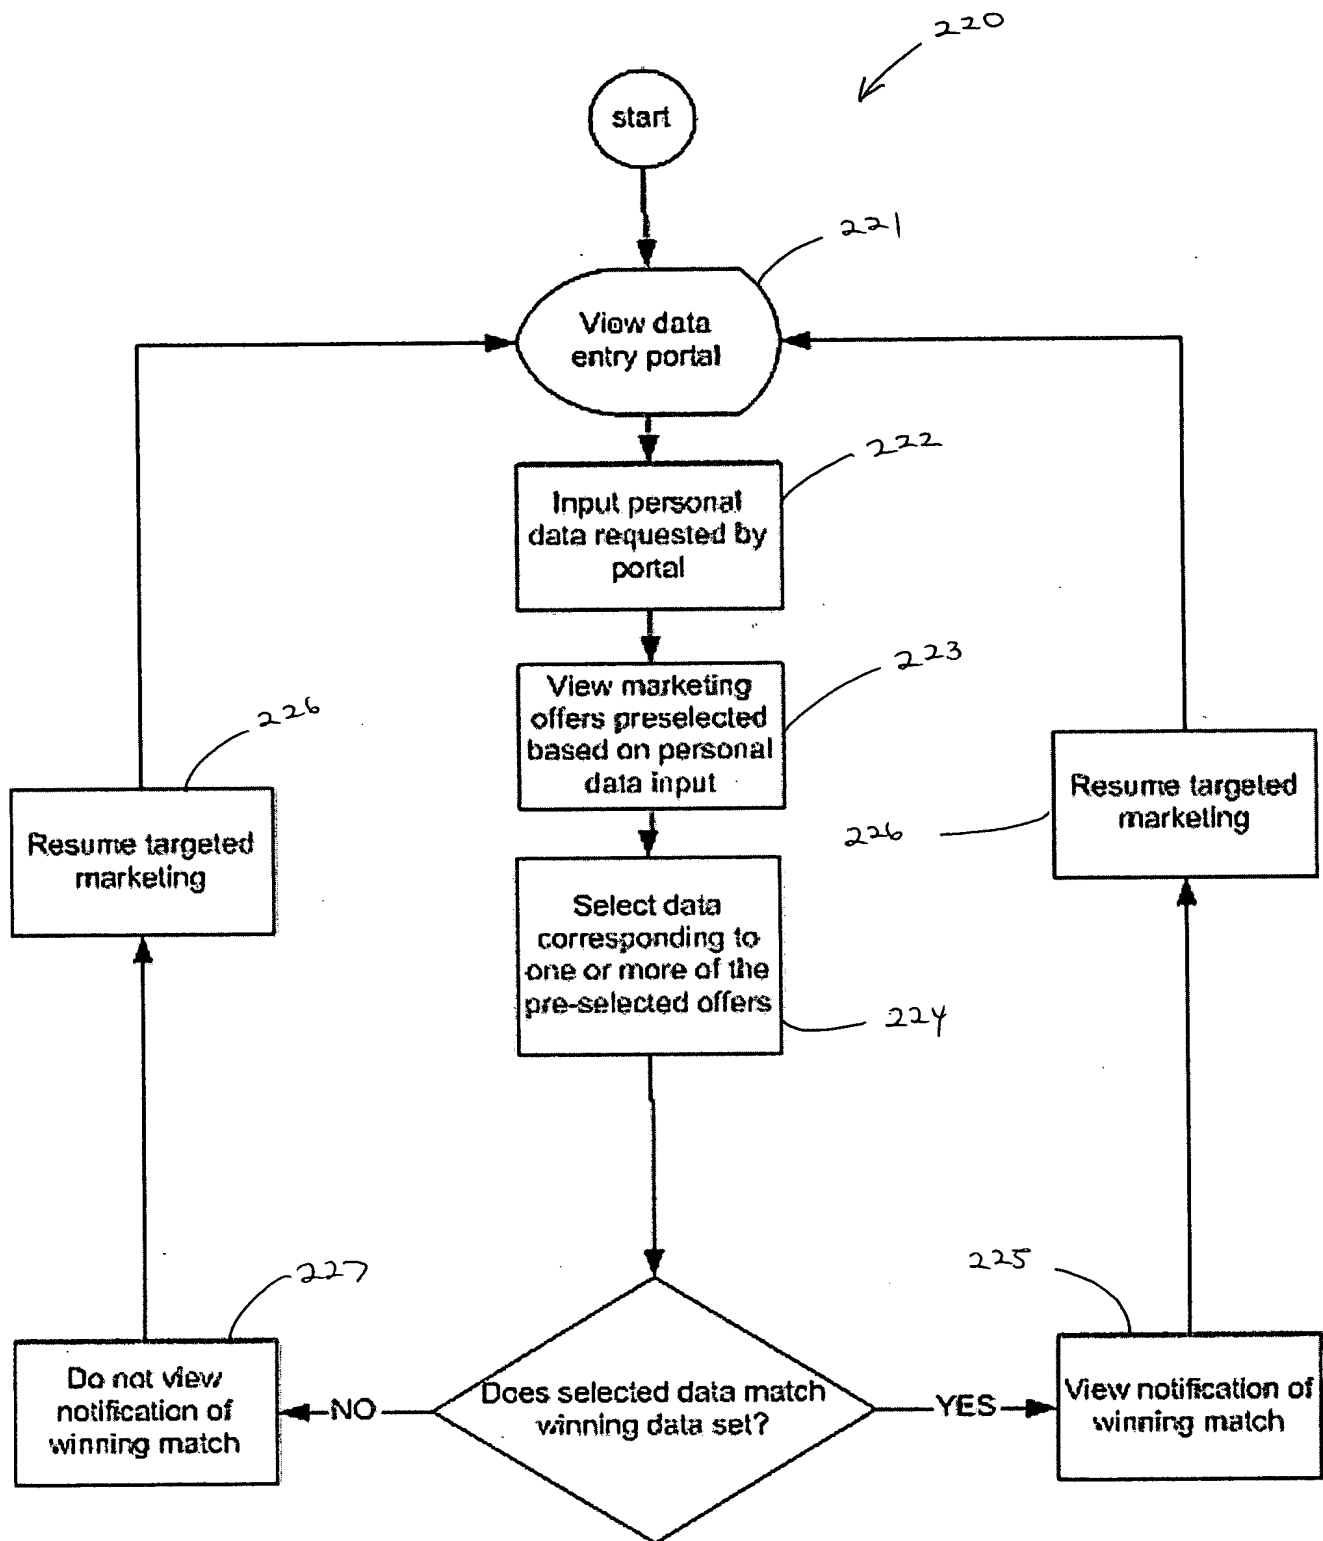 220
start
221
View data
entry portal
222
Input personal
data requested by
portal
223
View marketing
offers preselected
based on personal
data input
226
Resume targeted
marketing
Resume targeted
marketing
226
Select data
corresponding to
one or more of the
pre-selected offers
224
227
225
Do not view
notification of
winning match
NO
Does selected data match
winning data set?
YES
View notification of
winning match